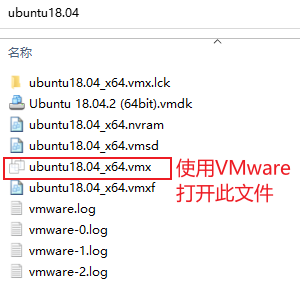 ubuntu18.04
名称
ubuntu18.04_x64.vmx.lck
Ubuntu 18.04.2 (64bit).vmdk
ubuntu18.04_x64.nvram
ubuntu18.04_x64.vmsd
ubuntu18.04_x64.vmx
使用VMware
打开此文件
ubuntu18.04_x64.vmxf
vmware.log
vmware-0.log
vmware-1.log
vmware-2.log